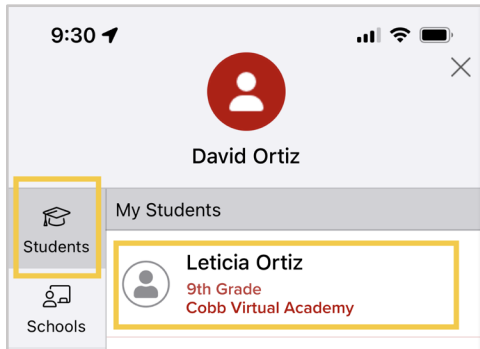 9:30
David Ortiz
Students
My Students
Leticia Ortiz
9th Grade
Cobb Virtual Academy
Schools